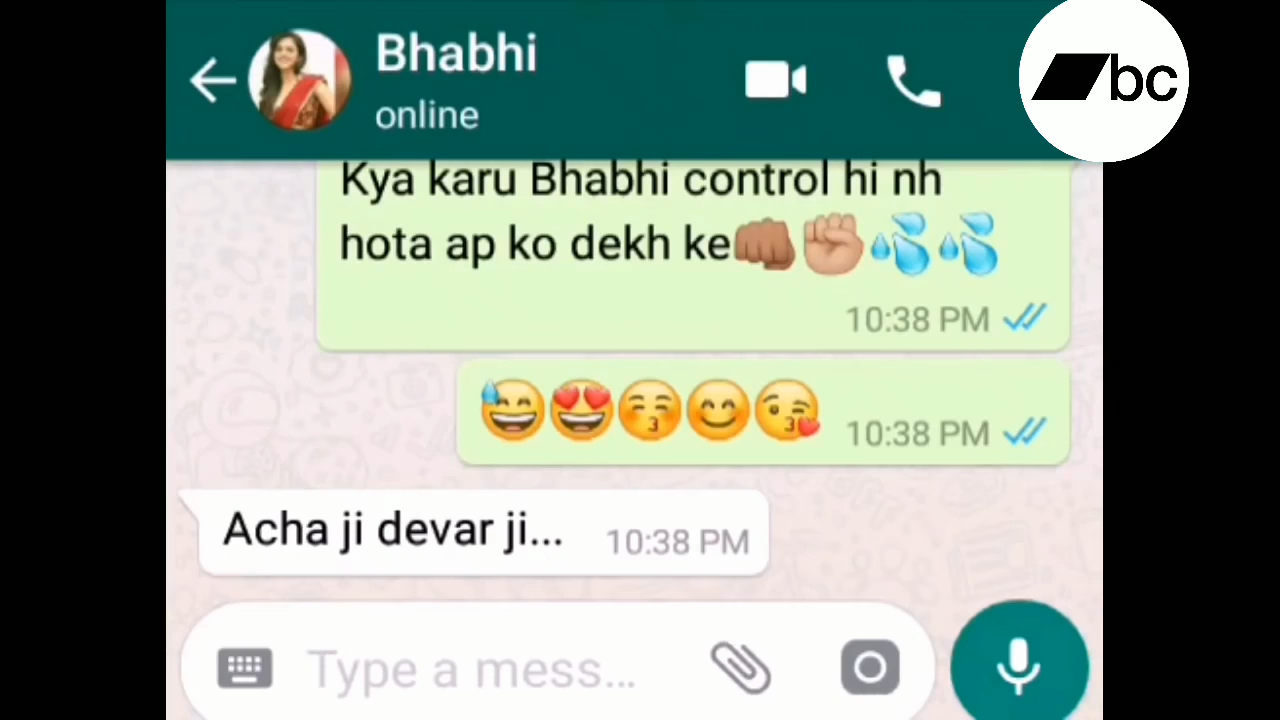 Bhabhi
online
bc
Kya karu Bhabhi control hi nh
hota ap ko dekh ke👊🏽✊🏼💦💦
10:38 PM
😅😍😚😊😘 10:38 PM
Acha ji devar ji... 10:38 PM
Type a mess...